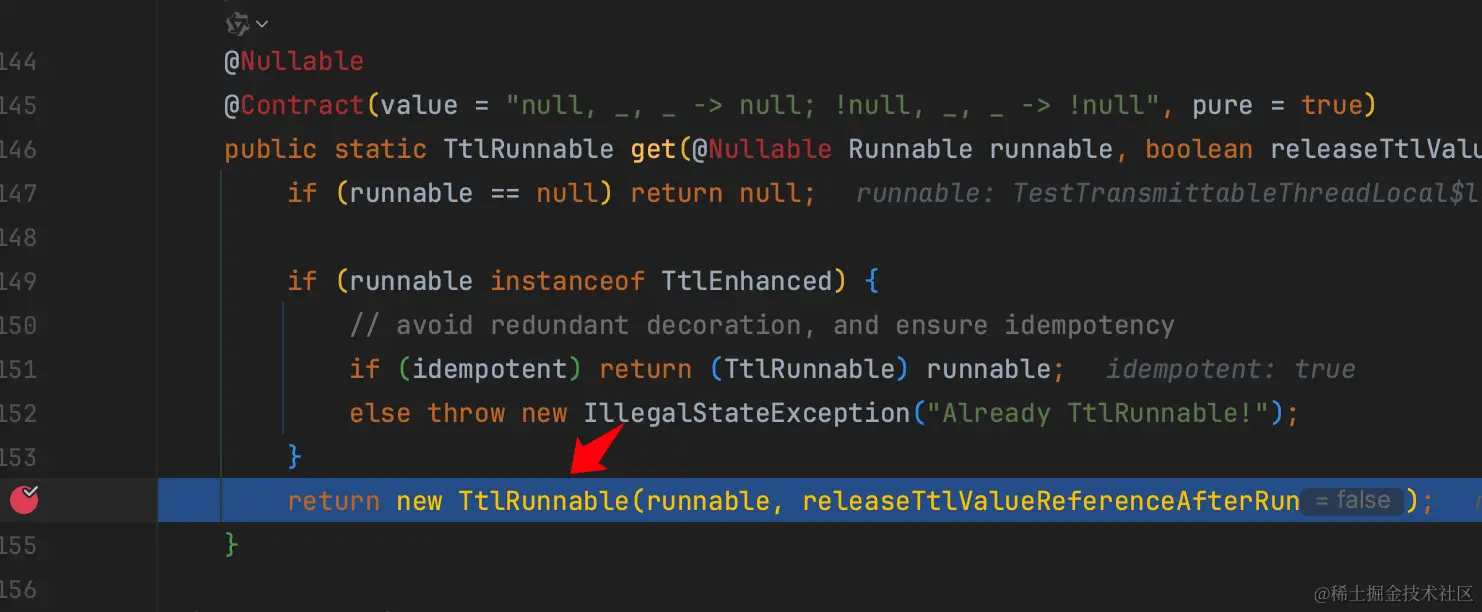 144 @Nullable
145 @Contract(value = "null, _, _ -> null; !null, _, _ -> !null", pure = true)
146 public static TtlRunnable get(@Nullable Runnable runnable, boolean releaseTtlValu
147 if (runnable == null) return null; runnable: TestTransmittableThreadLocal$l
148
149 if (runnable instanceof TtlEnhanced) {
150 // avoid redundant decoration, and ensure idempotency
151 if (idempotent) return (TtlRunnable) runnable; idempotent: true
152 else throw new IllegalStateException("Already TtlRunnable!");
153 }
return new TtlRunnable(runnable, releaseTtlValueReferenceAfterRun = false );
155 }
156
@稀土掘金技术社区